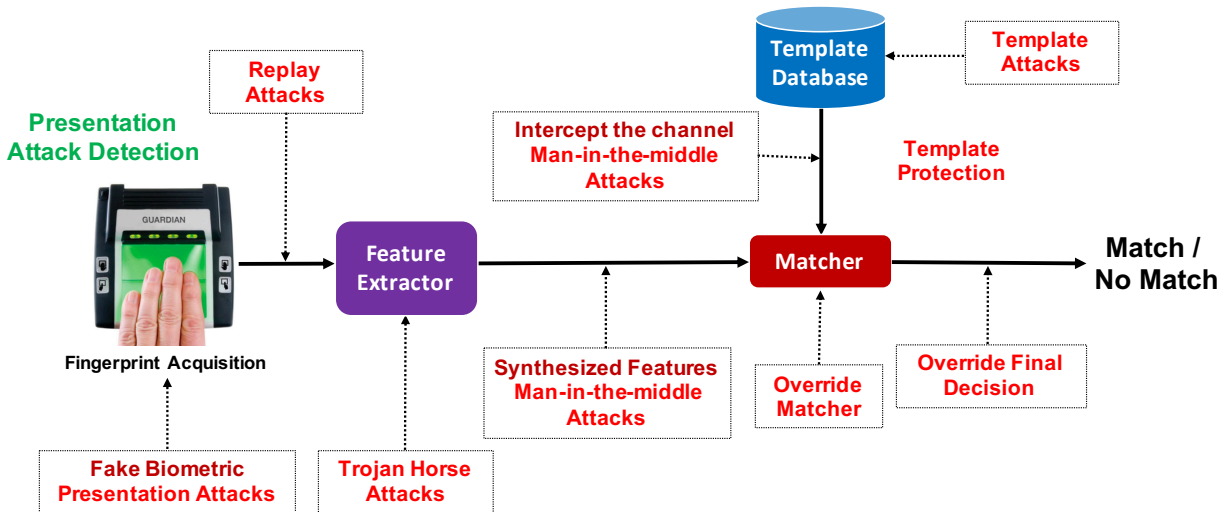 Replay
Attacks
Template
Database
Template
Attacks
Presentation
Attack Detection
Intercept the channel
Man-in-the-middle
Attacks
Template
Protection
GUARDIAN
Feature
Extractor
Matcher
Match /
No Match
Fingerprint Acquisition
Synthesized Features
Man-in-the-middle
Attacks
Override
Matcher
Override Final
Decision
Fake Biometric
Presentation Attacks
Trojan Horse
Attacks